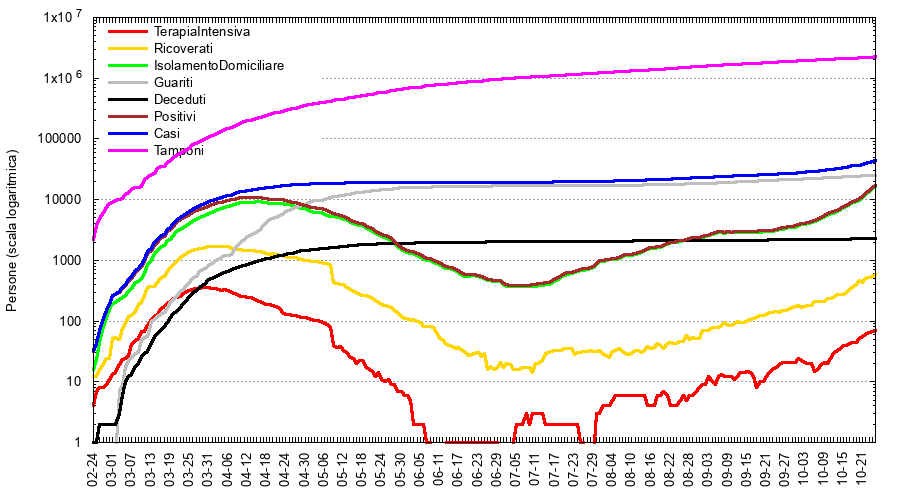 1x10 7
1x10 6
100000
10000
1000
100
10
1
Persone (scala logaritmica)
TerapiaIntensiva
Ricoverati
IsolamentoDomiciliare
Guariti
Deceduti
Positivi
Casi
Tamponi
02-24 03-01 03-07 03-13 03-19 03-25 03-31 04-06 04-12 04-18 04-24 04-30 05-06 05-12 05-18 05-24 05-30 06-05 06-11 06-17 06-23 06-29 07-05 07-11 07-17 07-23 07-29 08-04 08-10 08-16 08-22 08-28 09-03 09-09 09-15 09-21 09-27 10-03 10-09 10-15 10-21